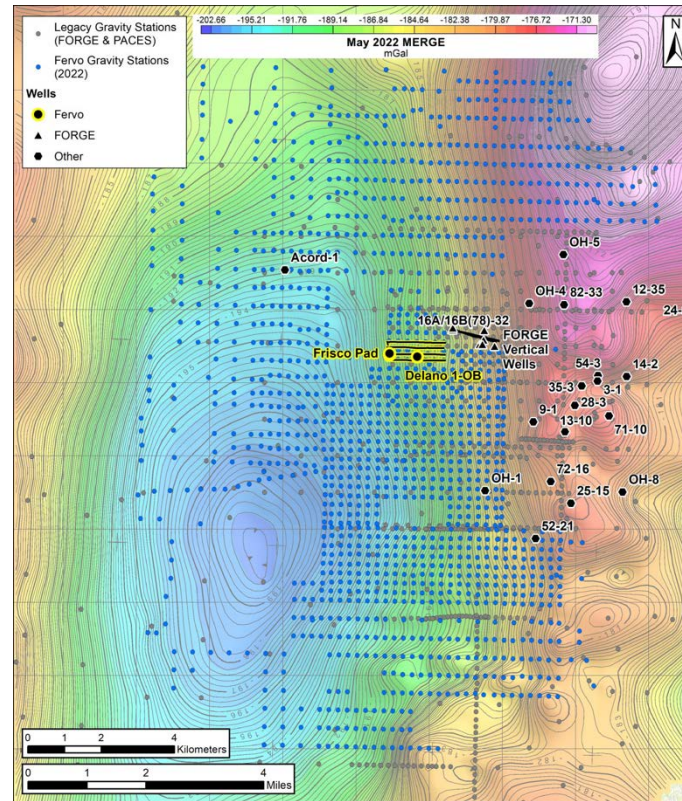 Legacy Gravity Stations
(FORGE & PACES)
Fervo Gravity Stations
(2022)
Wells
Fervo
FORGE
Other
-202.66 -195.21 -191.76 -189.14 -186.84 -184.52 -182.38 -179.87 -176.72 -171.30
May 2022 MERGE
mGal
N
OH-5
Acord-1
OH-4 82-33
12-35
24-
16A/16B(78)-32
FORGE
Vertical
Wells
Frisco Pad
Delano 1-OB
54-3
14-2
35-3
3-1
28-3
9-1
13-10
71-10
72-16
OH-1
OH-8
25-15
52-21
0 1 2 4
Kilometers
0 1 2 4
Miles